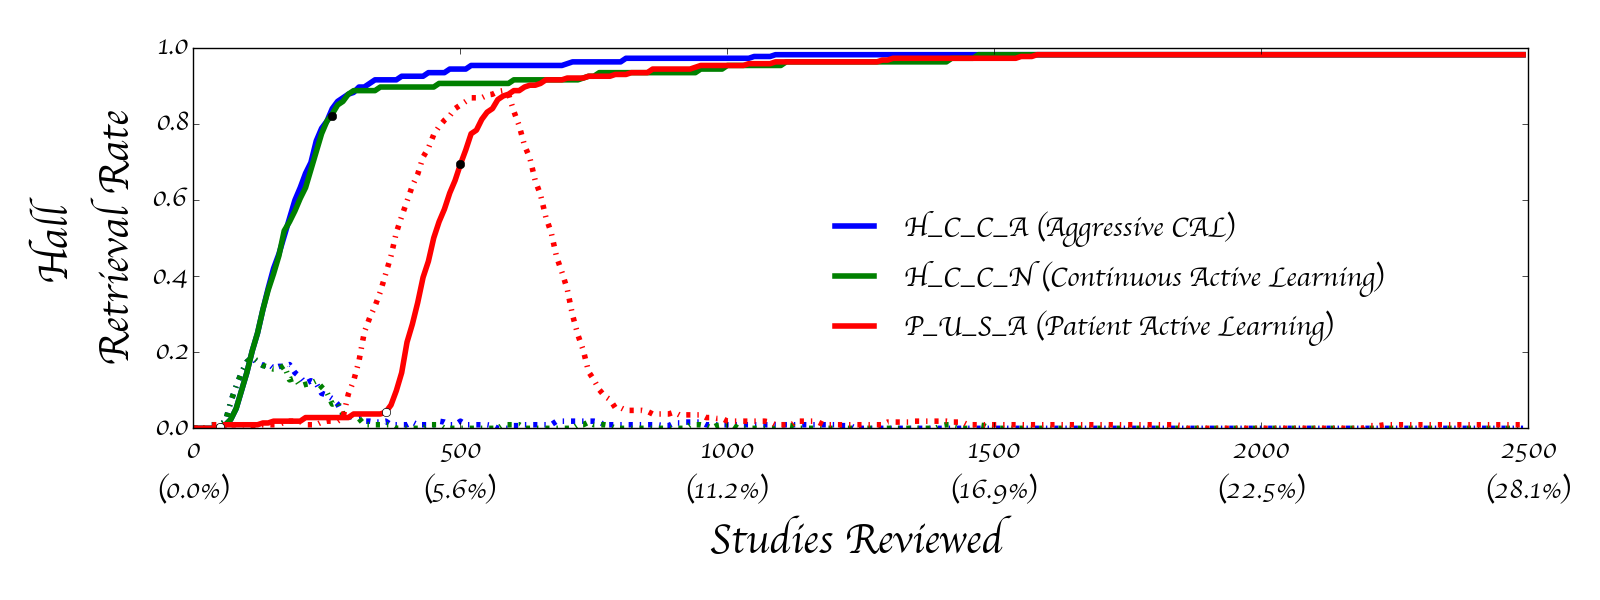 Hall
Retrieval Rate
1.0
0.8
0.6
0.4
0.2
0.0
H_C_C_A (Aggressive CAL)
H_C_C_N (Continuous Active Learning)
P_U_S_A (Patient Active Learning)
0 500 1000 1500 2000 2500
(0.0%) (5.6%) (11.2%) (16.9%) (22.5%) (28.1%)
Studies Reviewed